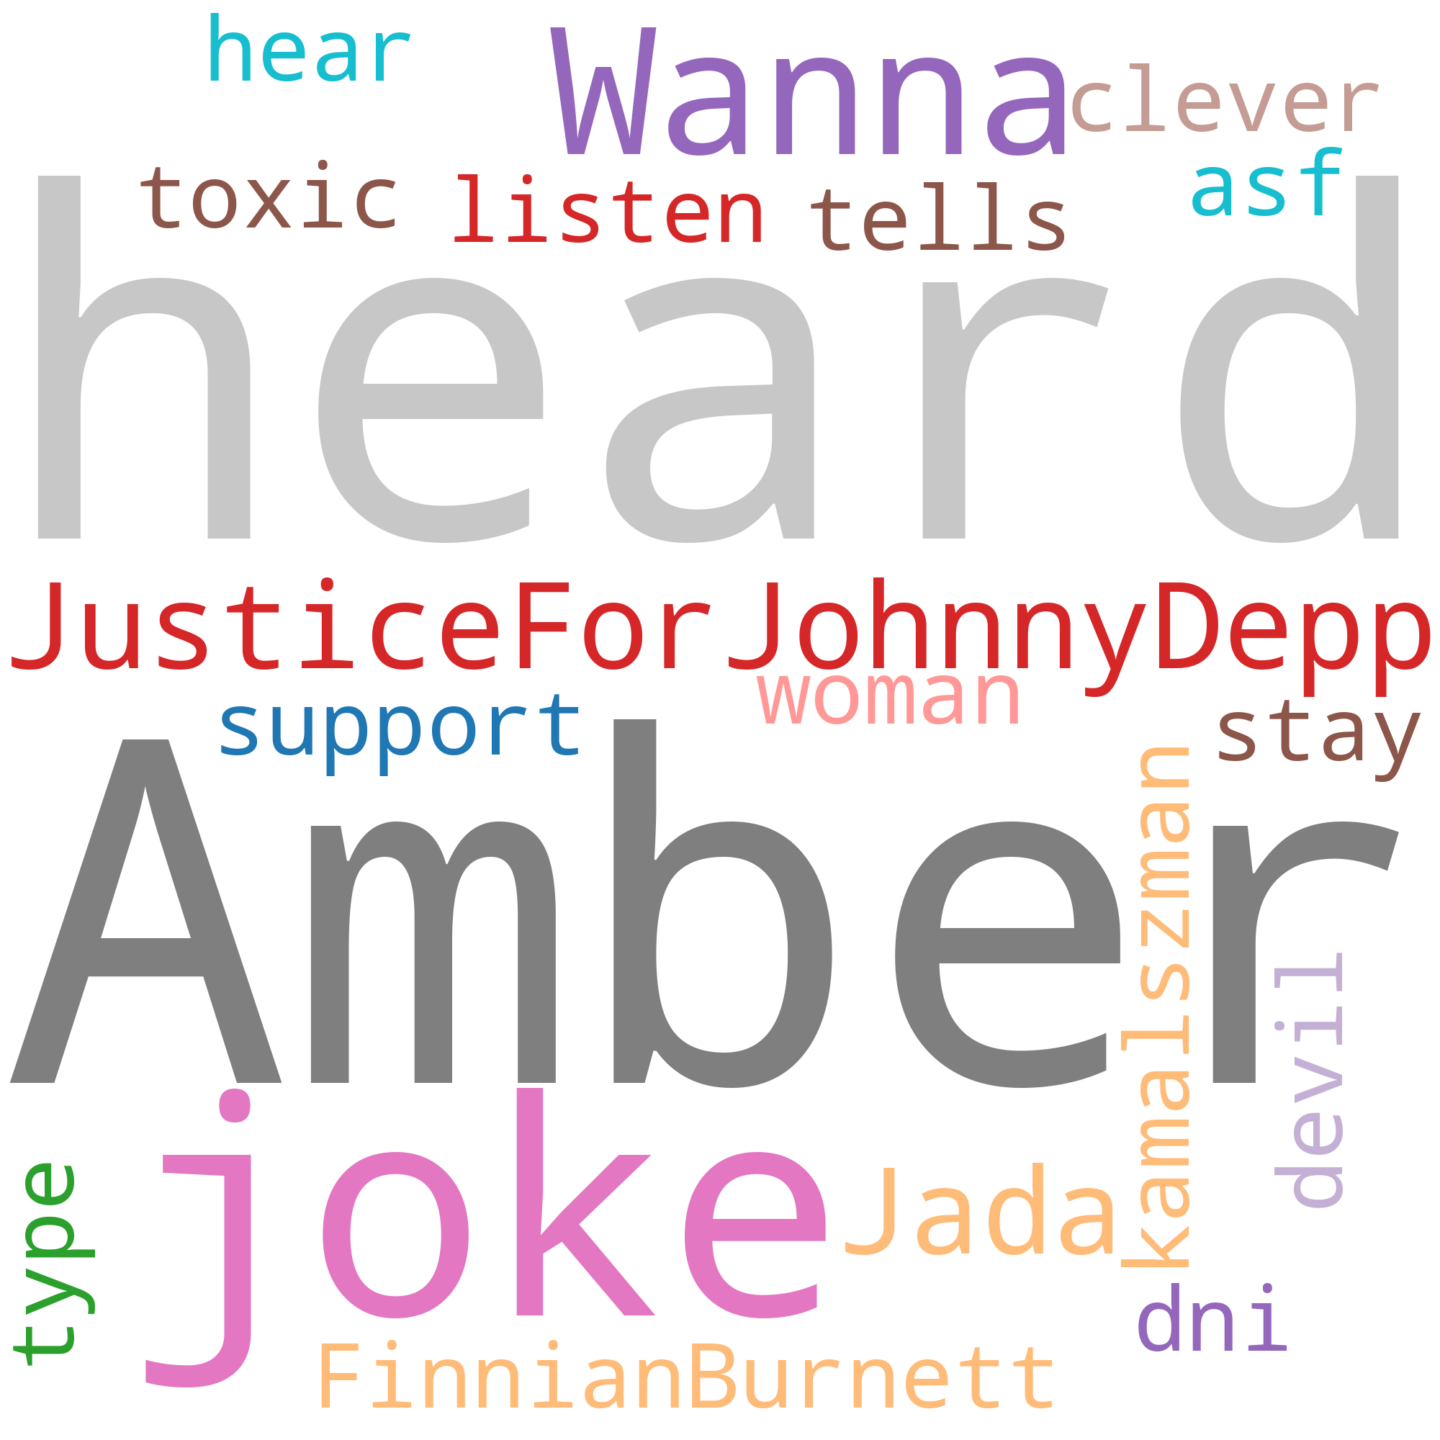 hear
Wanna
clever
toxic
listen
tells
asf
heard
JusticeForJohnnyDepp
support
woman
stay
Amber
kamalszman
devil
joke
Jada
type
dni
FinnianBurnett